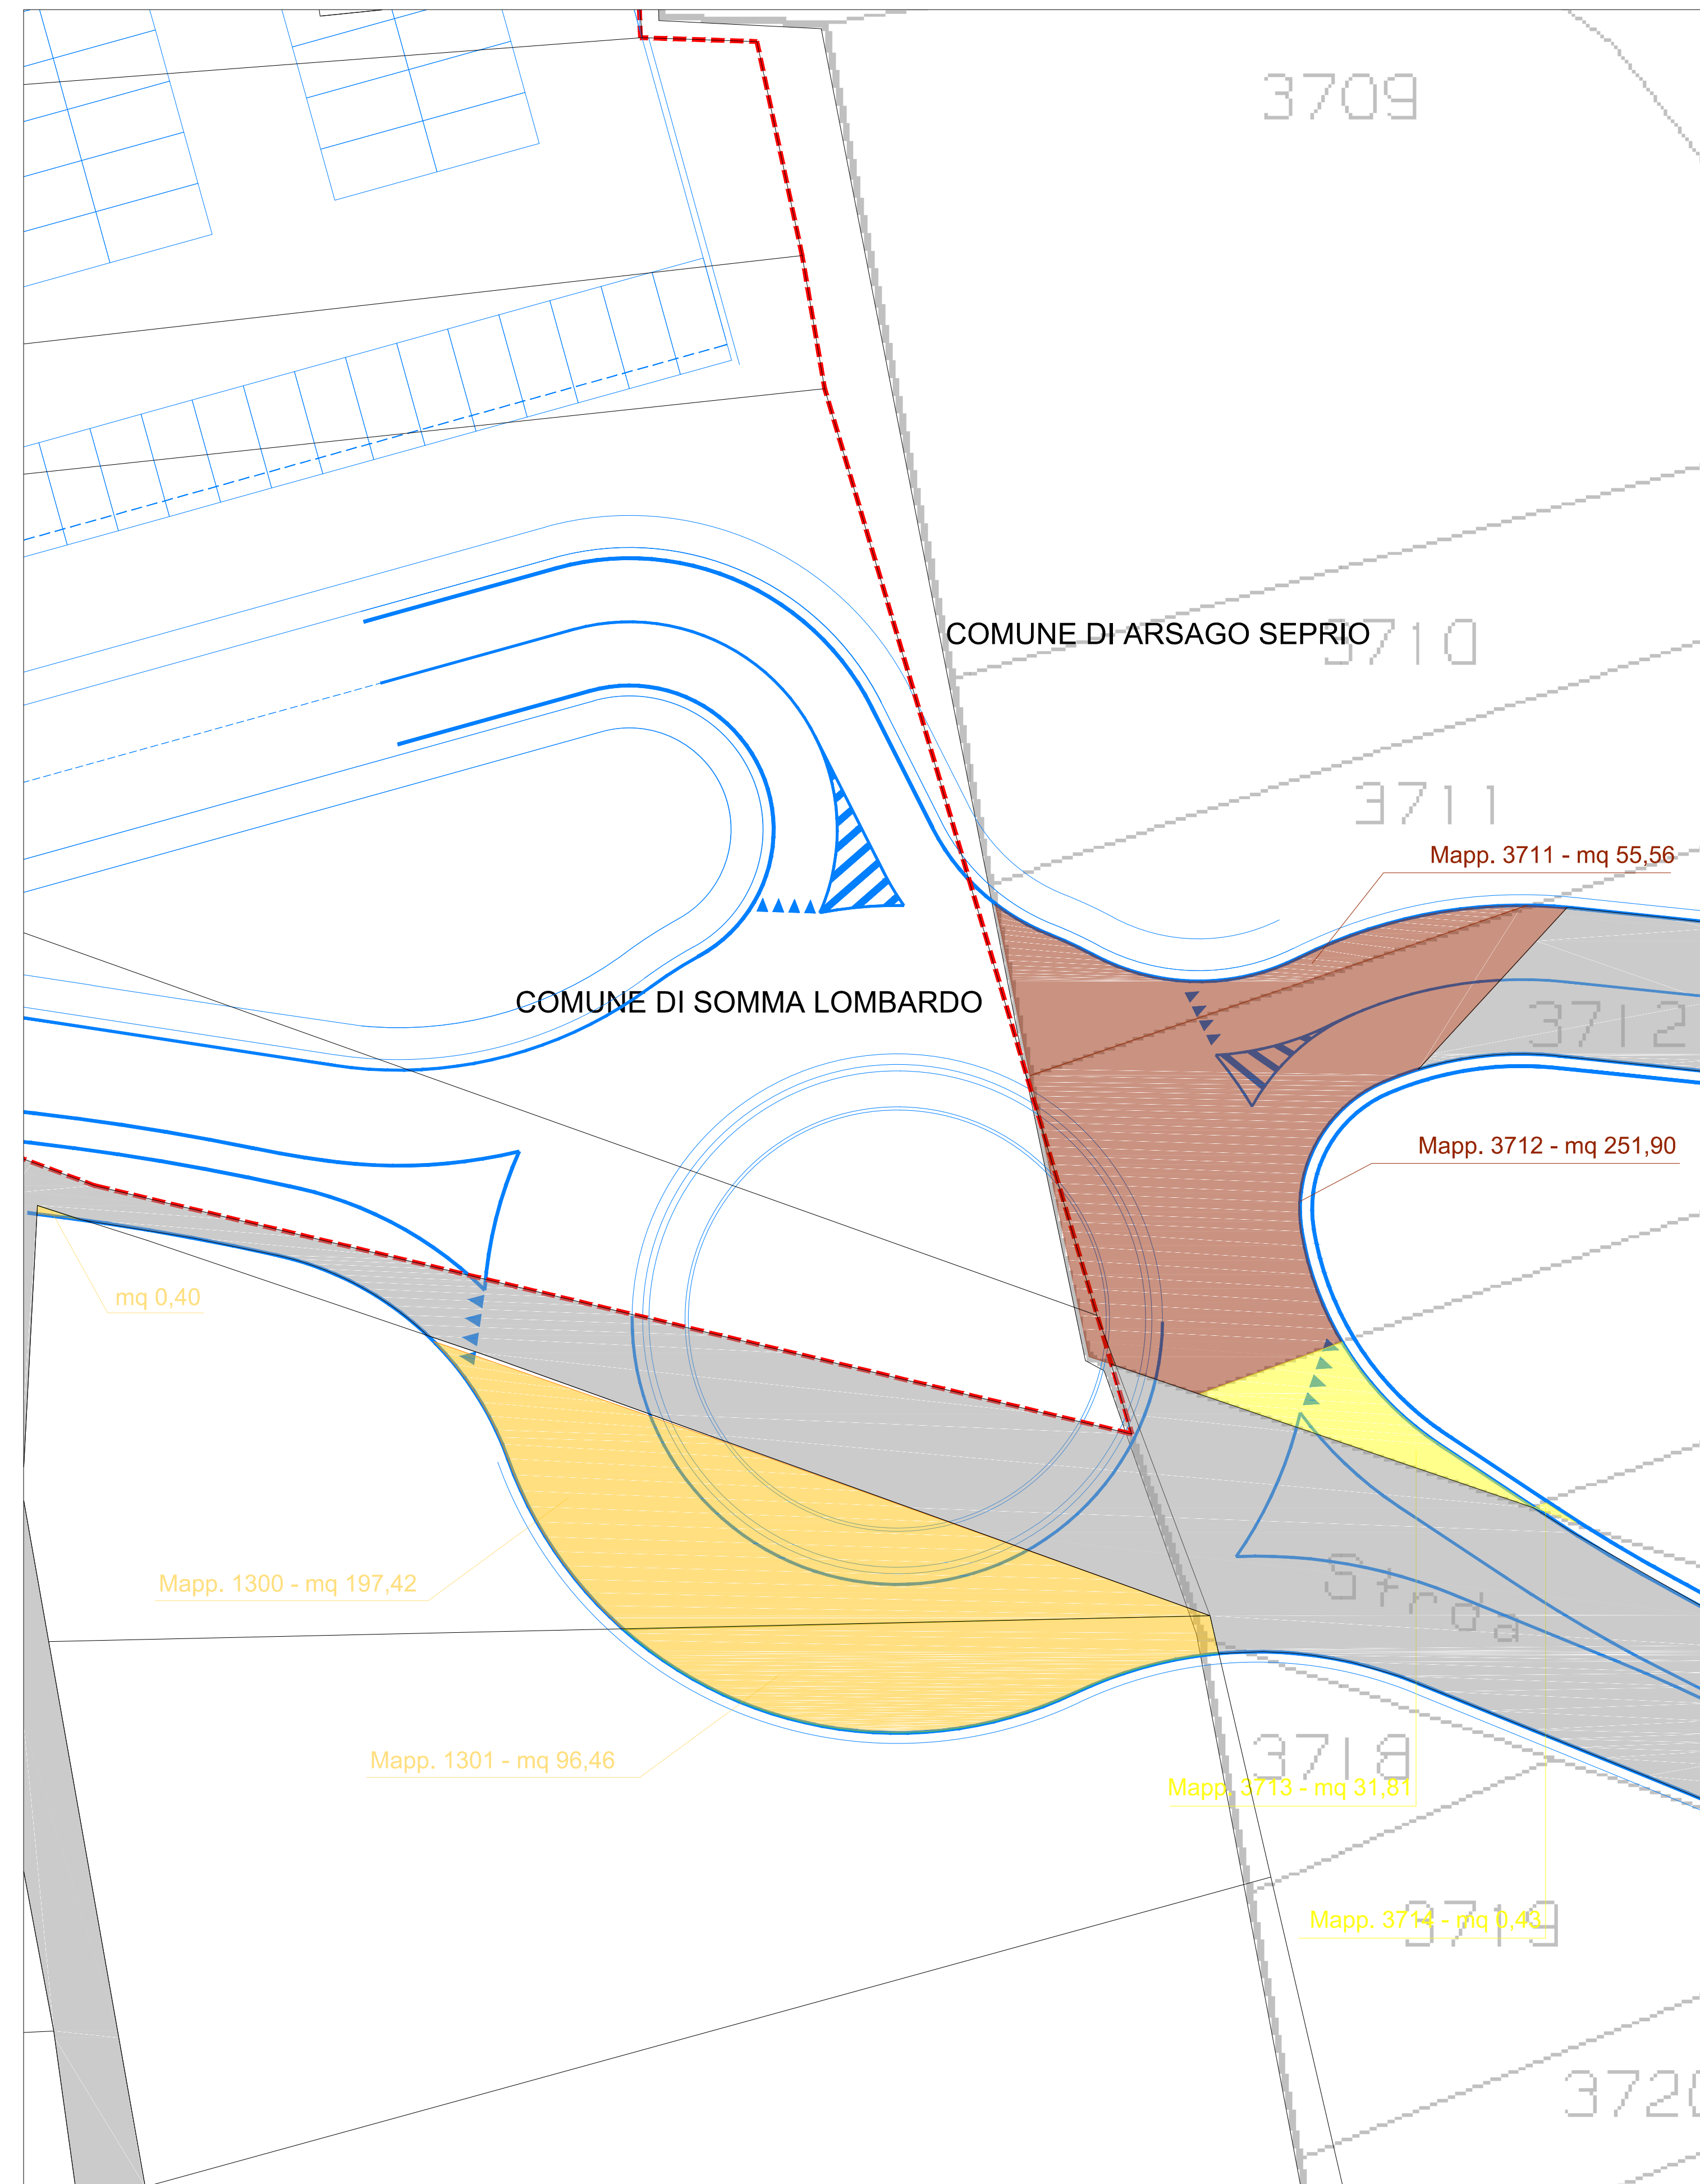 3709
COMUNE DI ARSAGO SEPRIO
3710
3711
Mapp. 3711 - mq 55,56
COMUNE DI SOMMA LOMBARDO
3712
Mapp. 3712 - mq 251,90
mq 0,40
Mapp. 1300 - mq 197,42
Strda
3718
Mapp. 1301 - mq 96,46
Mapp. 3713 - mq 31,81
Mapp. 3714 - mq 0,43
3719
3720